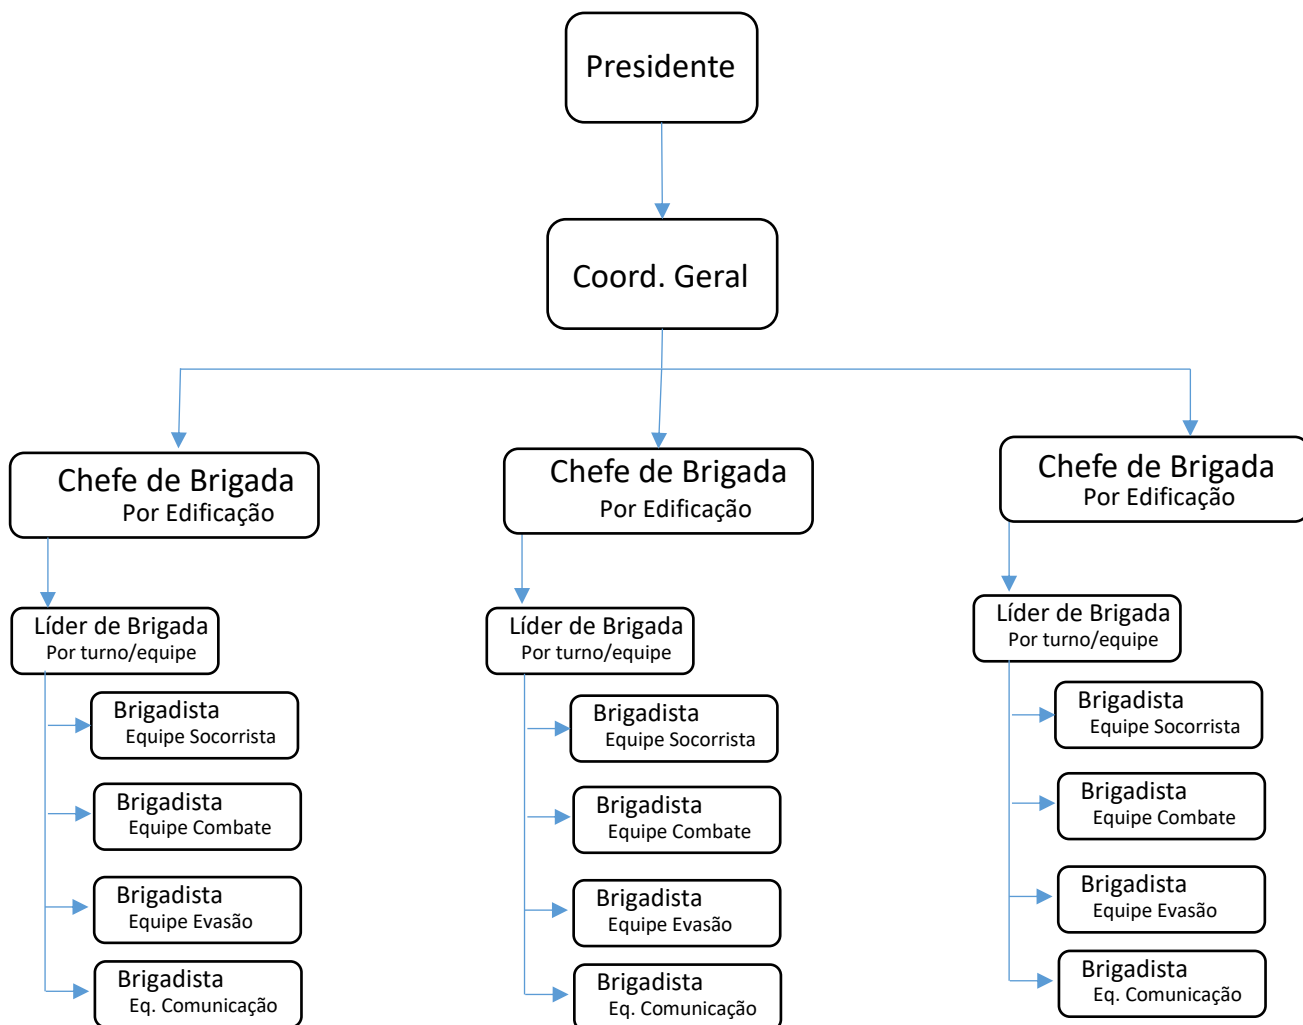 Presidente
Coord. Geral
Chefe de Brigada
Por Edificação
Chefe de Brigada
Por Edificação
Chefe de Brigada
Por Edificação
Líder de Brigada
Por turno/equipe
Líder de Brigada
Por turno/equipe
Líder de Brigada
Por turno/equipe
Brigadista
Equipe Socorrista
Brigadista
Equipe Socorrista
Brigadista
Equipe Socorrista
Brigadista
Equipe Combate
Brigadista
Equipe Combate
Brigadista
Equipe Combate
Brigadista
Equipe Evasão
Brigadista
Equipe Evasão
Brigadista
Equipe Evasão
Brigadista
Eq. Comunicação
Brigadista
Eq. Comunicação
Brigadista
Eq. Comunicação